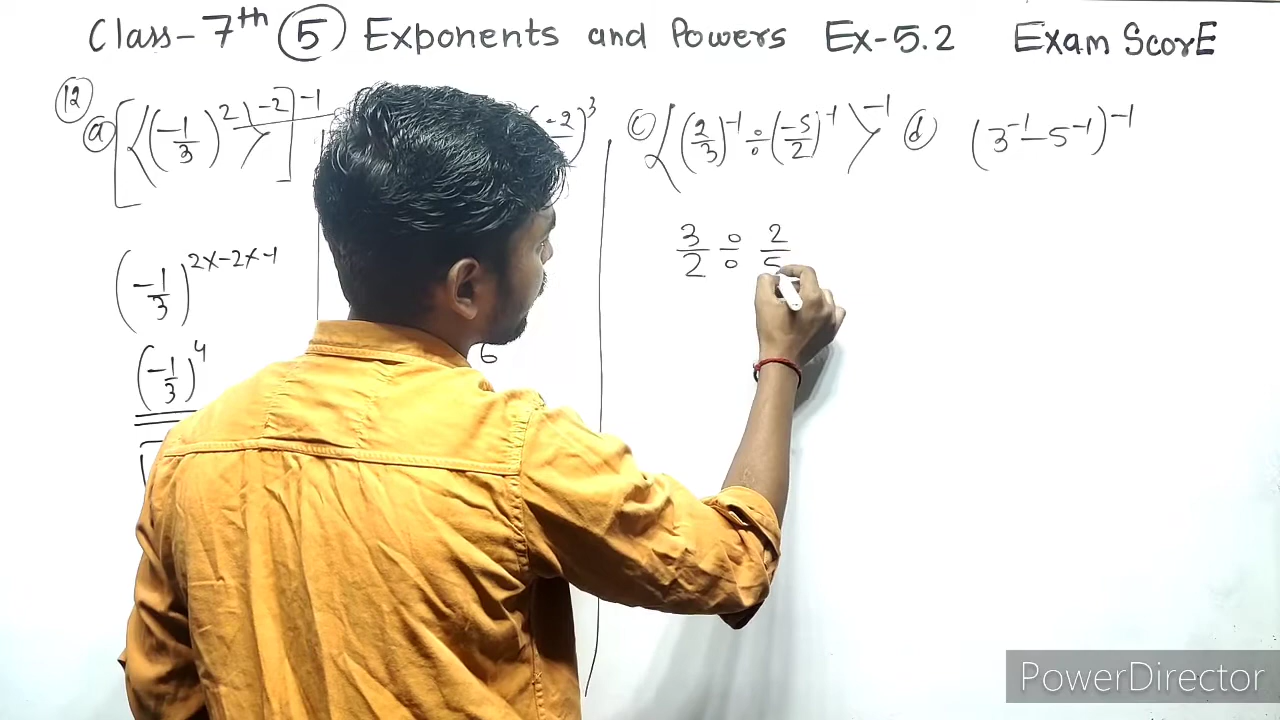 Class-7th (5) Exponents and Powers Ex-5.2 Exam ScorE
(12) (a) [{(-1/3)^2}^-2]^-1
-2)^3
(c) {(2/3)^-1 ÷ (-5/2)^-1}^-1 (d) (3^-1 - 5^-1)^-1
3/2 ÷ 2/5
(-1/3)^2x-2x-1
(-1/3)^4
6
PowerDirector